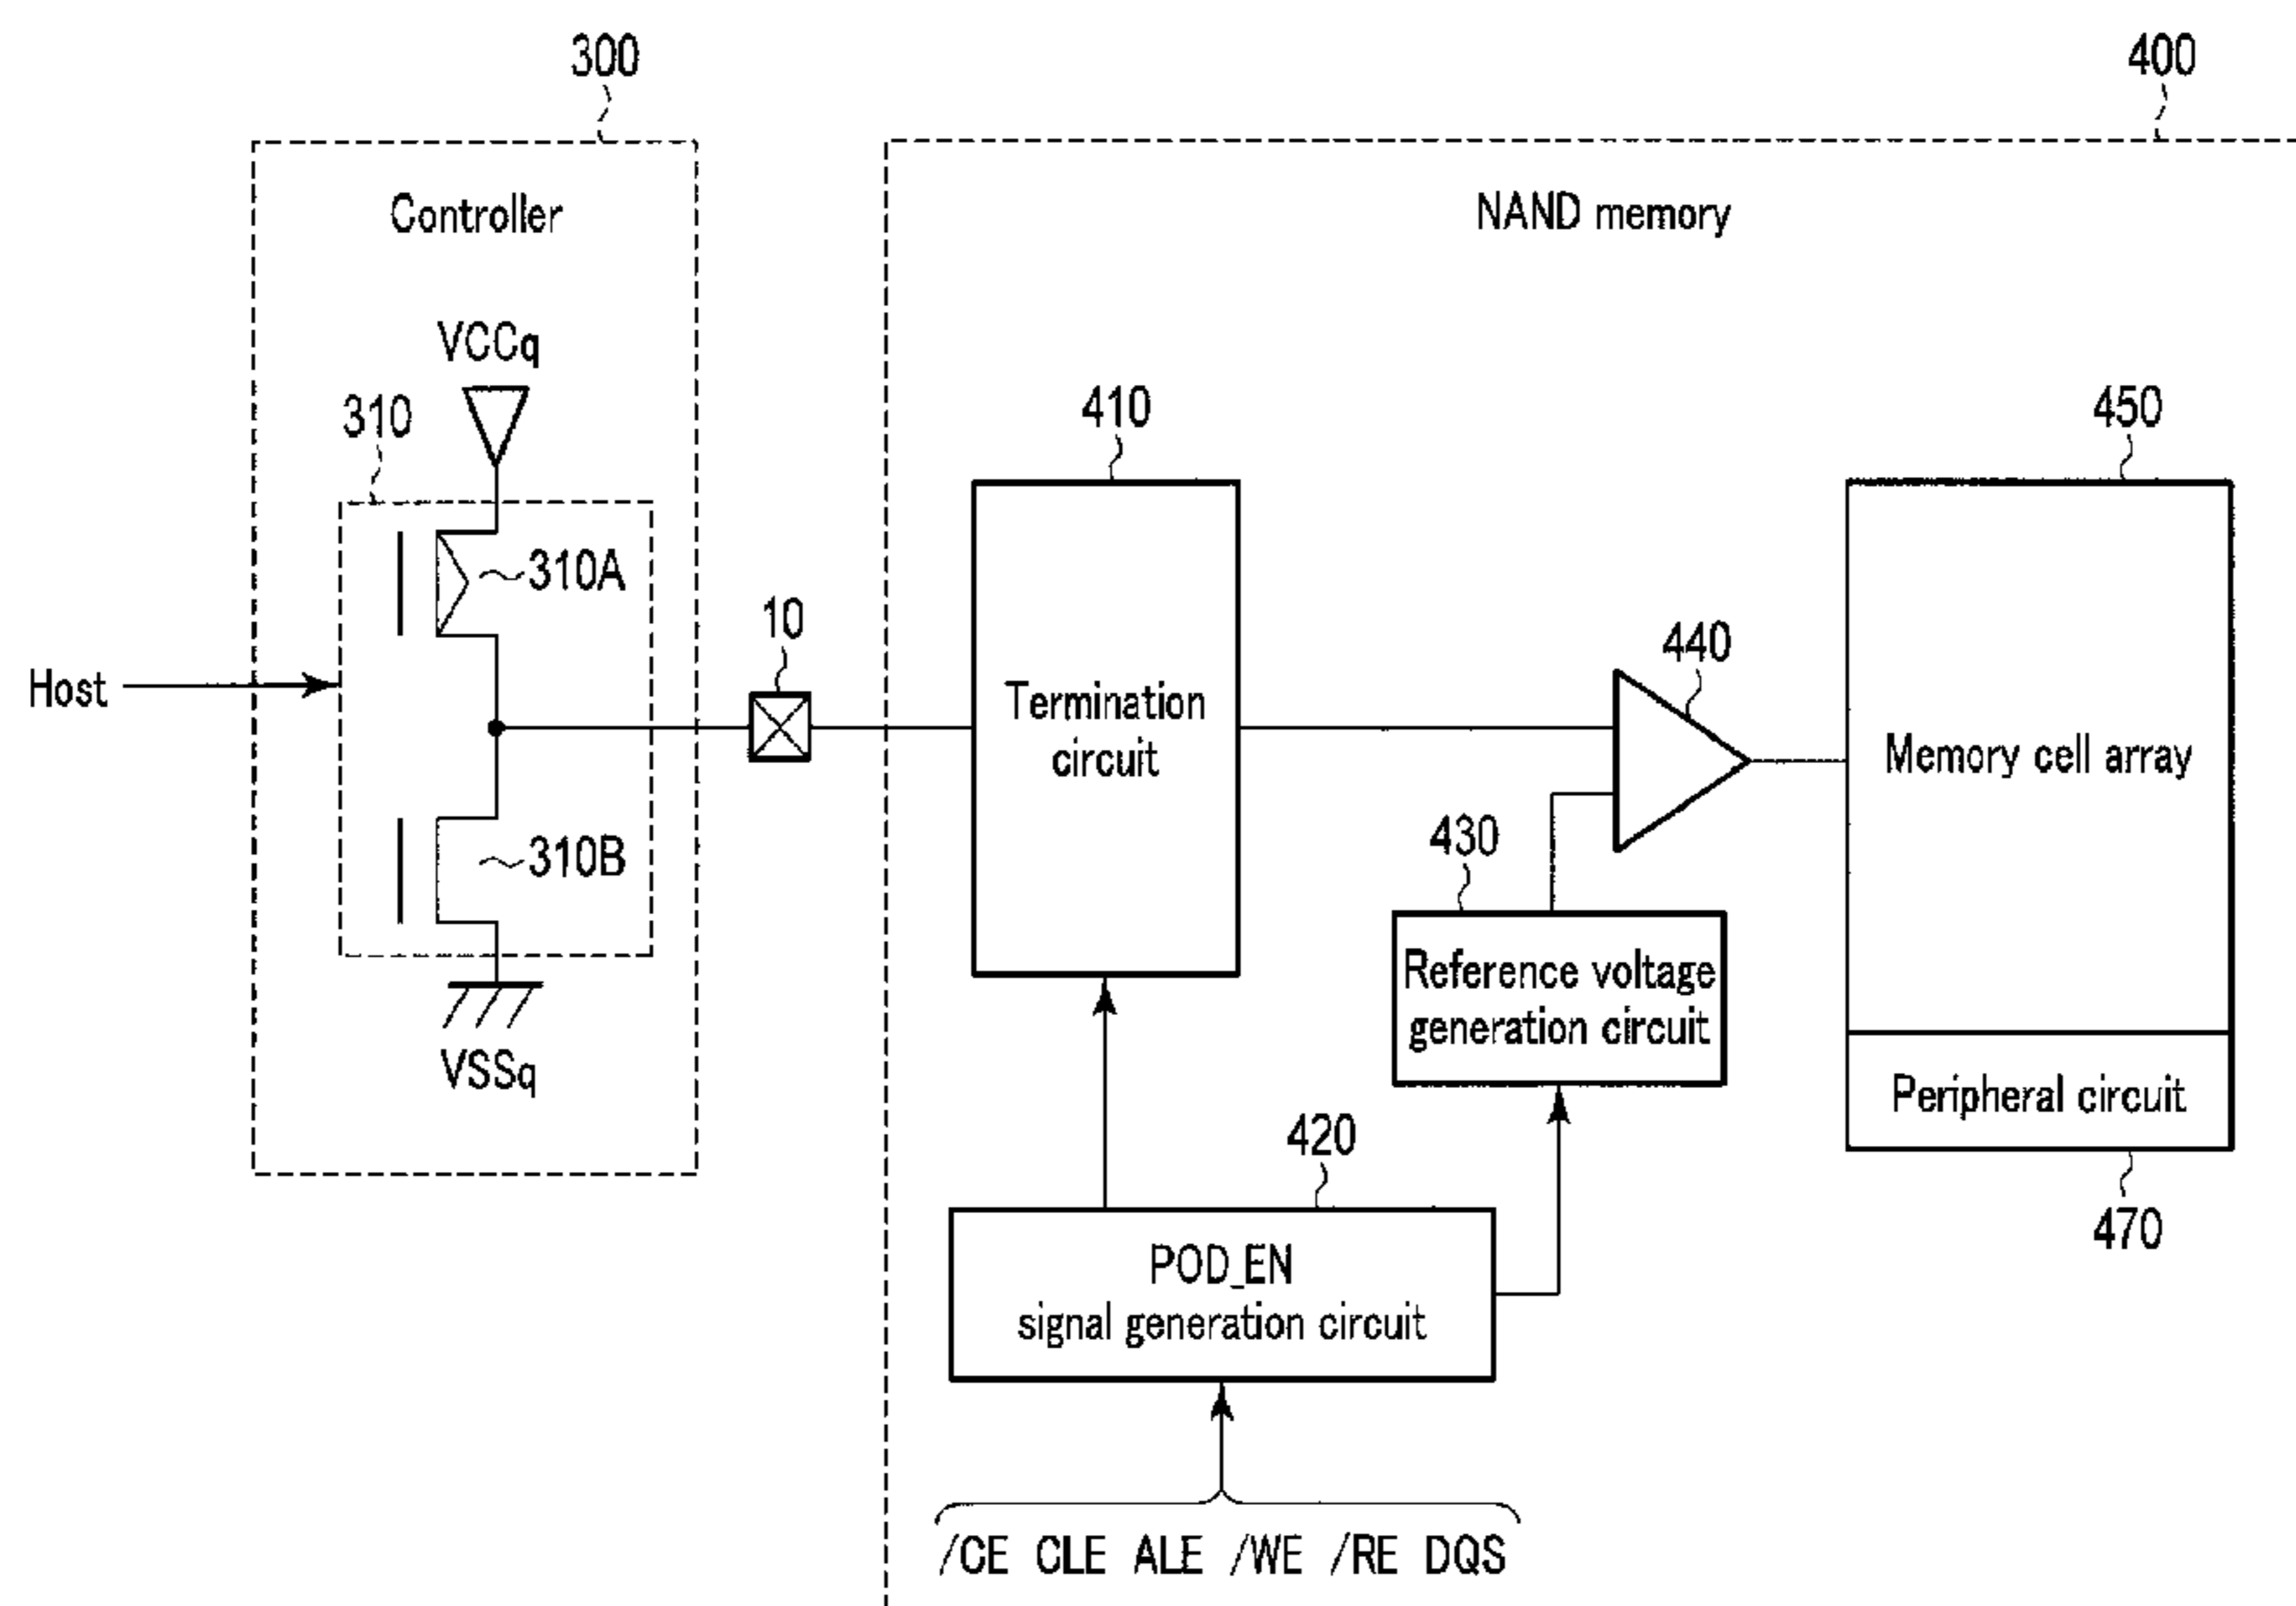 300
400
Controller
NAND memory
VCCq
310
410
450
310A
10
440
Host
Termination
circuit
Memory cell array
430
310B
Reference voltage
generation circuit
VSSq
Peripheral circuit
420
470
POD_EN
signal generation circuit
/CE CLE ALE /WE /RE DQS